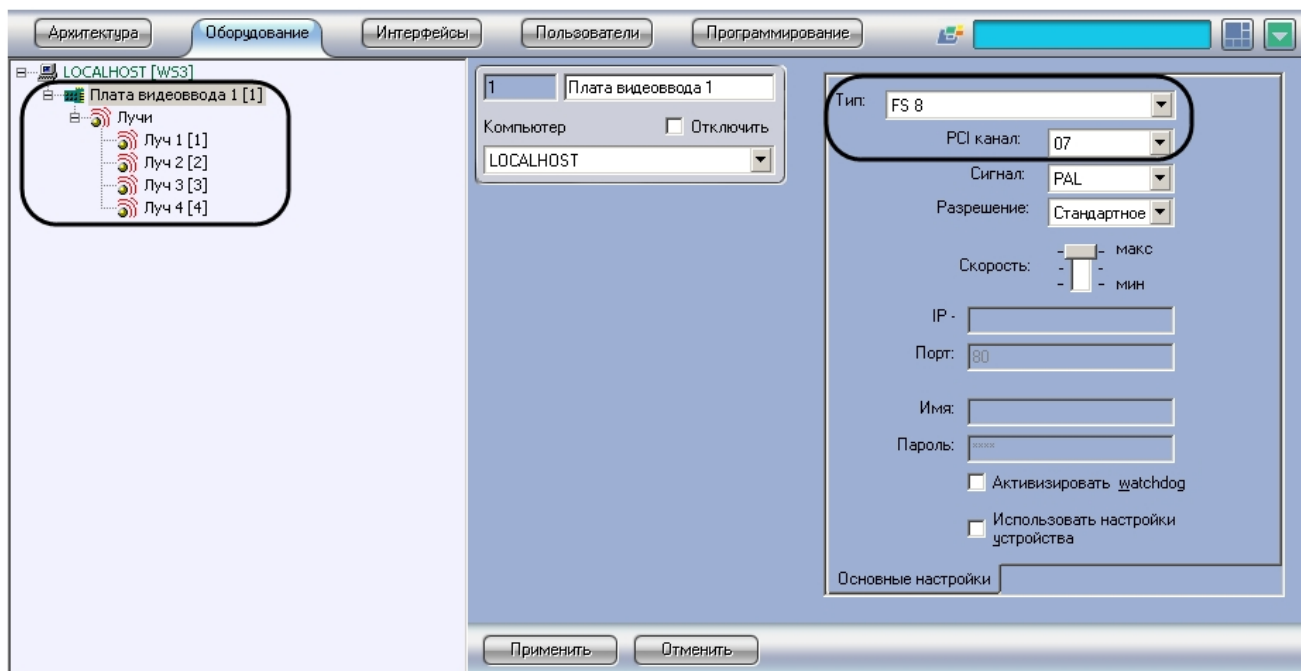 Архитектура Оборудование Интерфейсы Пользователи Программирование
LOCALHOST [WS3]
Плата видеоввода 1 [1]
Лучи
Луч 1 [1]
Луч 2 [2]
Луч 3 [3]
Луч 4 [4]
1 Плата видеоввода 1
Компьютер Отключить
LOCALHOST
Тип: FS 8
PCI канал: 07
Сигнал: PAL
Разрешение: Стандартное
Скорость: макс
мин
IP -
Порт: 80
Имя:
Пароль: ****
Активизировать watchdog
Использовать настройки
устройства
Основные настройки
Применить Отменить